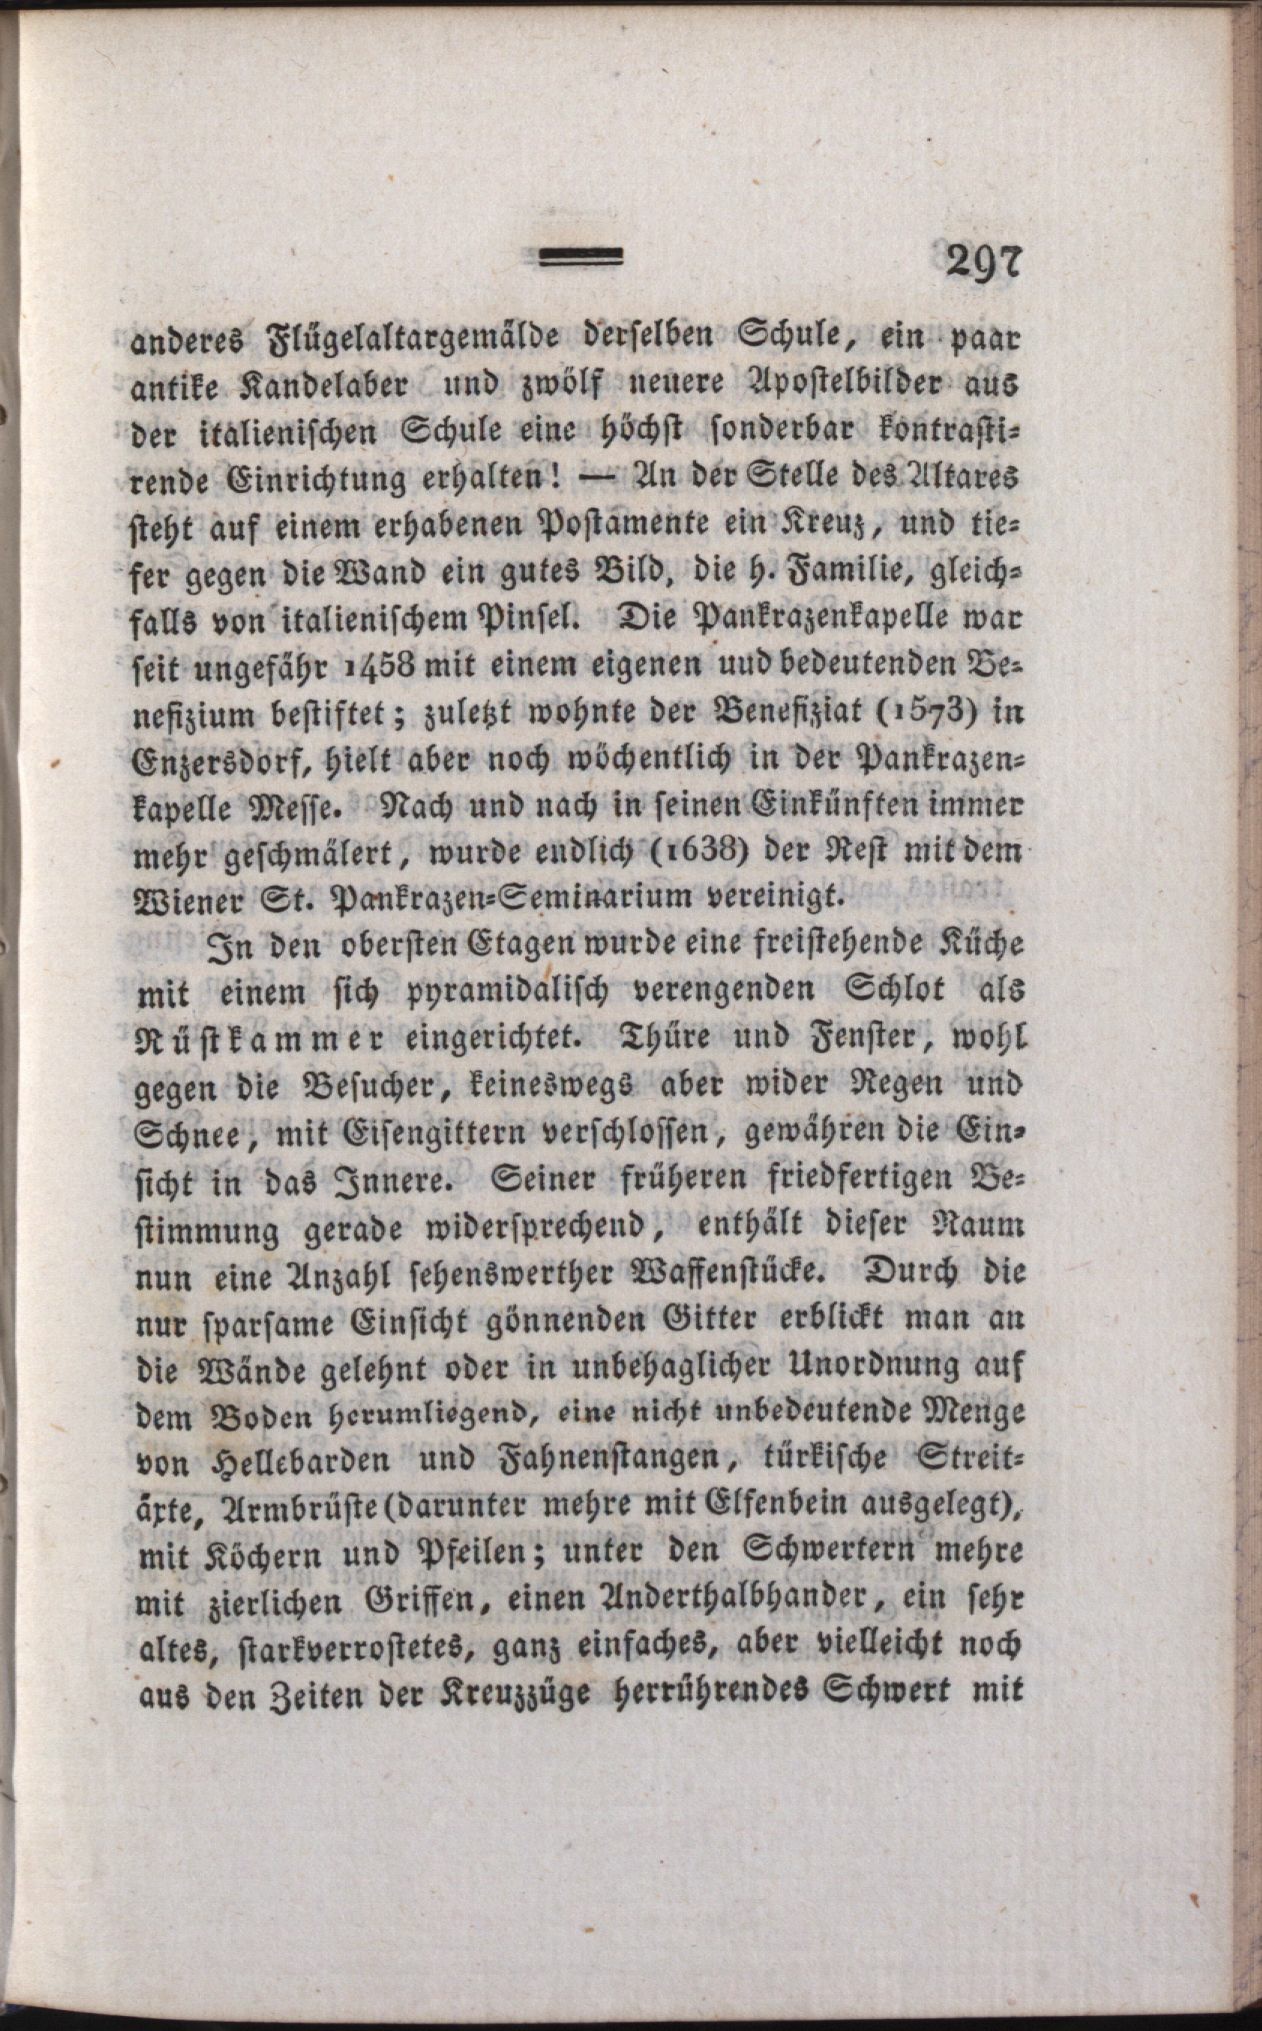 297
anderes Flügelaltargemälde derselben Schule, ein paar
antike Kandelaber und zwölf neuere Apostelbilder aus
der italienischen Schule eine höchst sonderbar kontrasti-
rende Einrichtung erhalten! — An der Stelle des Altares
steht auf einem erhabenen Postamente ein Kreuz, und tie-
fer gegen die Wand ein gutes Bild, die h. Familie, gleich-
falls von italienischem Pinsel. Die Pankrazenkapelle war
seit ungefähr 1458 mit einem eigenen uud bedeutenden Be-
nefizium bestiftet; zuletzt wohnte der Benefiziat (1573) in
Enzersdorf, hielt aber noch wöchentlich in der Pankrazen-
kapelle Messe. Nach und nach in seinen Einkünften immer
mehr geschmälert, wurde endlich (1638) der Rest mit dem
Wiener St. Pankrazen-Seminarium vereinigt.
In den obersten Etagen wurde eine freistehende Küche
mit einem sich pyramidalisch verengenden Schlot als
Rüstkammer eingerichtet. Thüre und Fenster, wohl
gegen die Besucher, keineswegs aber wider Regen und
Schnee, mit Eisengittern verschlossen, gewähren die Ein-
sicht in das Innere. Seiner früheren friedfertigen Be-
stimmung gerade widersprechend, enthält dieser Raum
nun eine Anzahl sehenswerther Waffenstücke. Durch die
nur sparsame Einsicht gönnenden Gitter erblickt man an
die Wände gelehnt oder in unbehaglicher Unordnung auf
dem Boden herumliegend, eine nicht unbedeutende Menge
von Hellebarden und Fahnenstangen, türkische Streit-
äxte, Armbrüste (darunter mehre mit Elfenbein ausgelegt),
mit Köchern und Pfeilen; unter den Schwertern mehre
mit zierlichen Griffen, einen Anderthalbhander, ein sehr
altes, starkverrostetes, ganz einfaches, aber vielleicht noch
aus den Zeiten der Kreuzzüge herrührendes Schwert mit